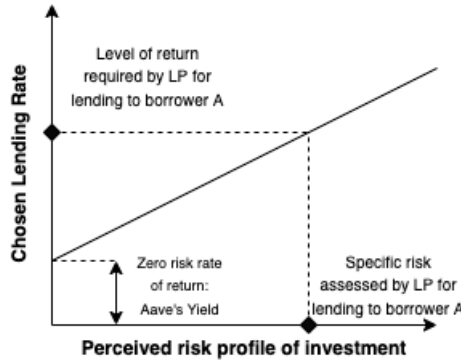 Chosen Lending Rate
Level of return
required by LP for
lending to borrower A
Zero risk rate
of return:
Aave's Yield
Specific risk
assessed by LP for
lending to borrower A
Perceived risk profile of investment